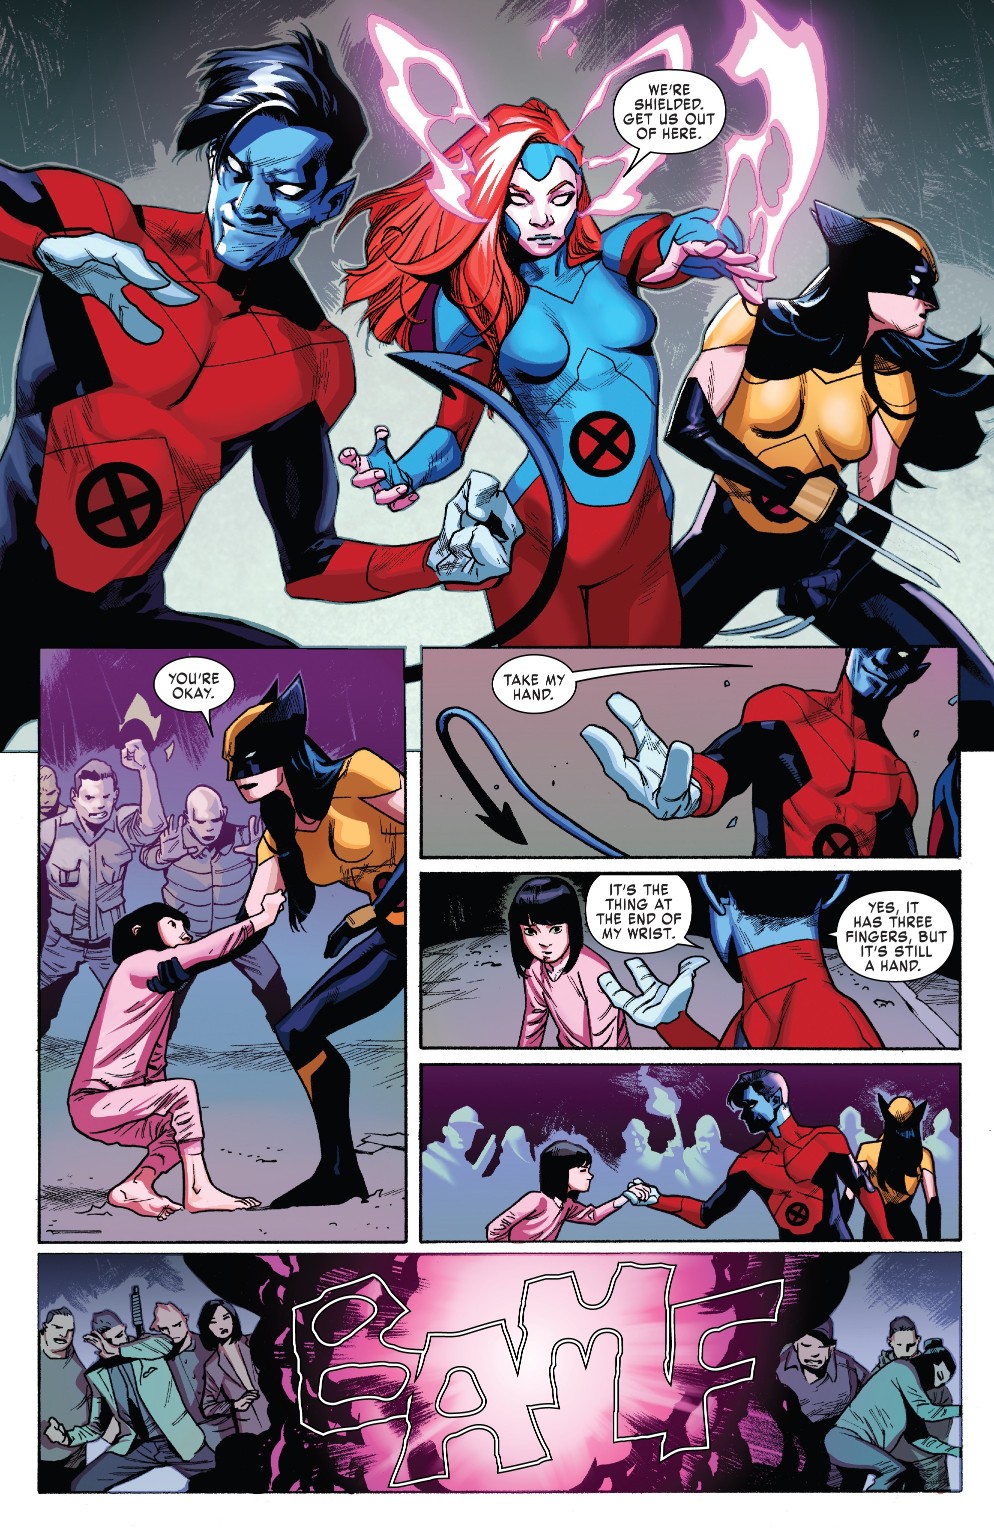 WE'RE
SHIELDED.
GET US OUT
OF HERE.
YOU'RE
OKAY.
TAKE MY
HAND.
IT'S THE
THING AT
THE END OF
MY WRIST.
YES, IT
HAS THREE
FINGERS, BUT
IT'S STILL
A HAND.
BAMF